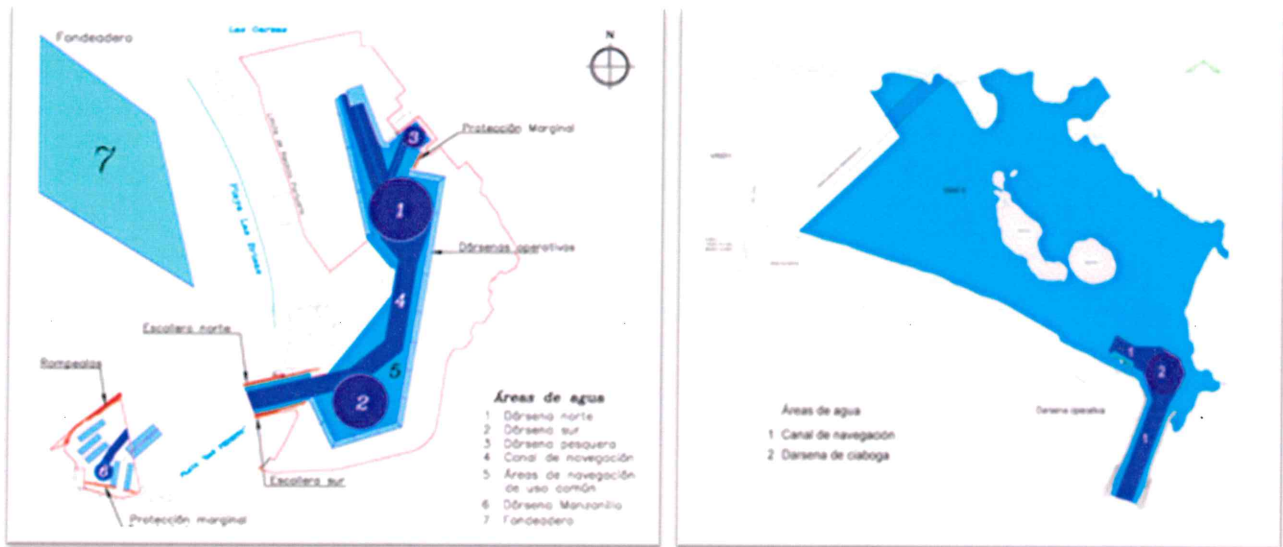 Fondeadero
Las Garzas
N
7
3
Protección Marginal
1
Playa Las Brisas
Dársenas operativas
4
Escollera norte
Rompeolas
5
2
6
Escollera sur
Protección marginal
Áreas de agua
1 Dársena norte
2 Dársena sur
3 Dársena pesquera
4 Canal de navegación
5 Áreas de navegación
de uso común
6 Dársena Manzanillo
7 Fondeadero
1
2
1
Darsena operativa
Áreas de agua
1 Canal de navegación
2 Darsena de ciaboga